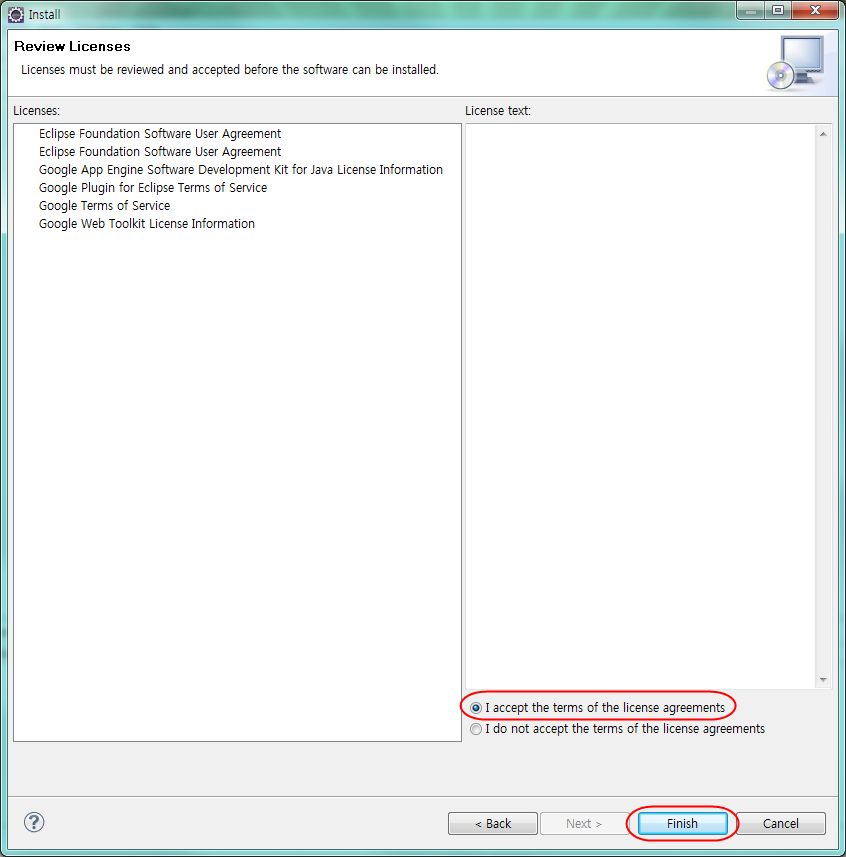 Install
Review Licenses
Licenses must be reviewed and accepted before the software can be installed.
Licenses:
Eclipse Foundation Software User Agreement
Eclipse Foundation Software User Agreement
Google App Engine Software Development Kit for Java License Information
Google Plugin for Eclipse Terms of Service
Google Terms of Service
Google Web Toolkit License Information
License text:
I accept the terms of the license agreements
I do not accept the terms of the license agreements
?
< Back
Next >
Finish
Cancel